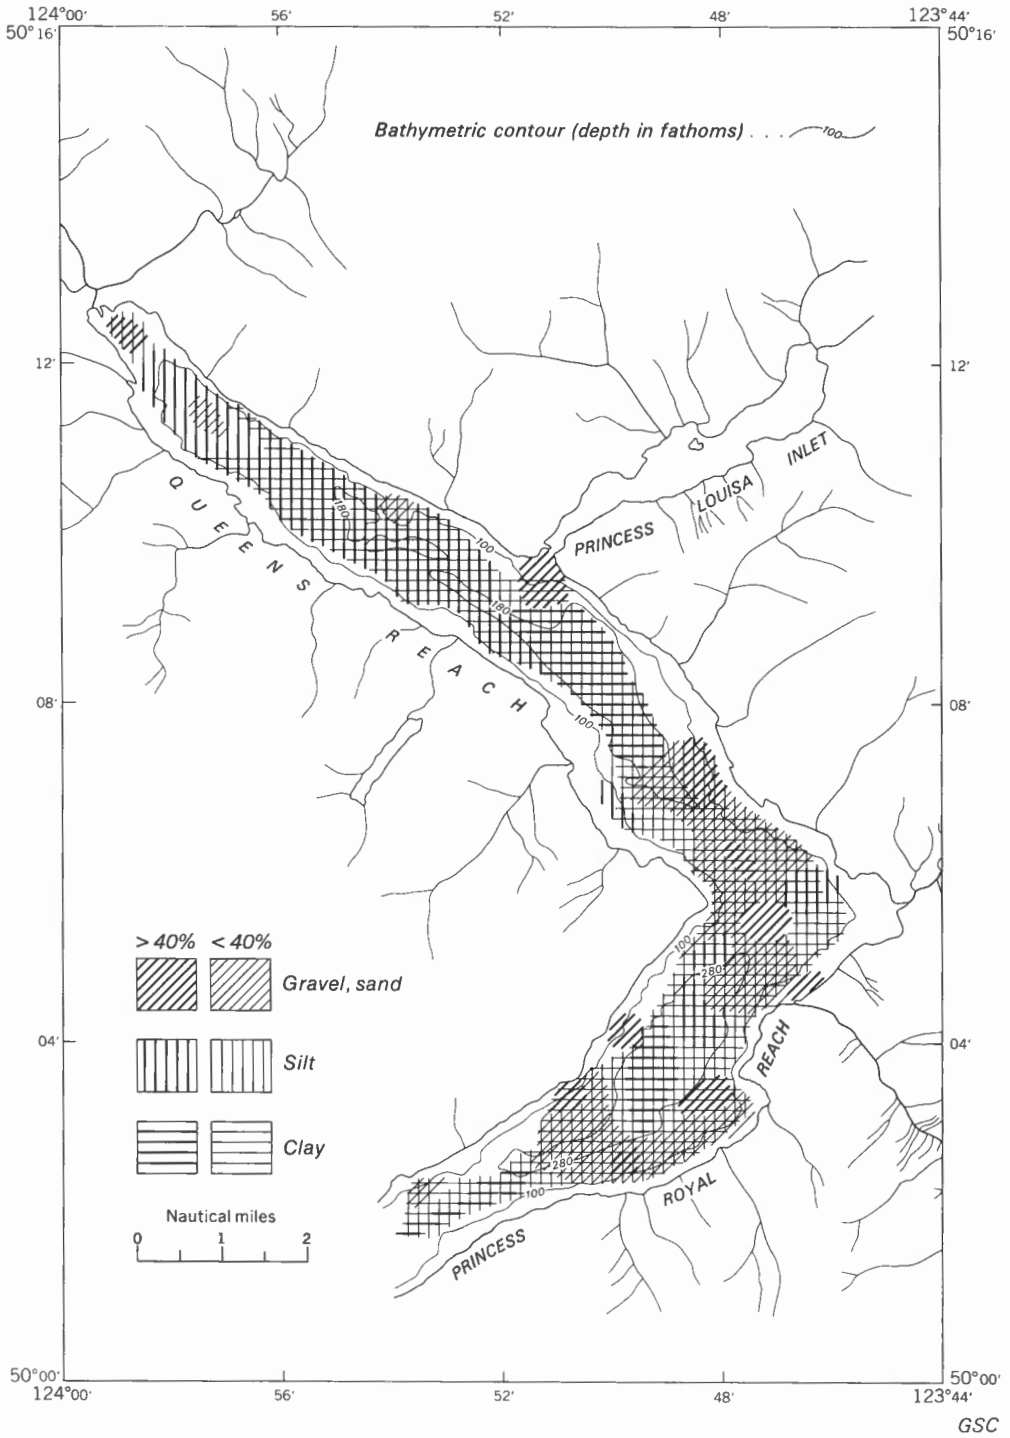 124°00′ 56′ 52′ 48′ 123°44′
50°16′ 50°16′
Bathymetric contour (depth in fathoms) . . . 100
12′ 12′
INLET
LOUISA
PRINCESS
QUEENS REACH
180
100
180
100
08′ 08′
100
280
>40% <40%
Gravel, sand
04′ 04′
REACH
Silt
Clay
280
100
ROYAL
PRINCESS
Nautical miles
0 1 2
50°00′ 50°00′
124°00′ 56′ 52′ 48′ 123°44′
GSC